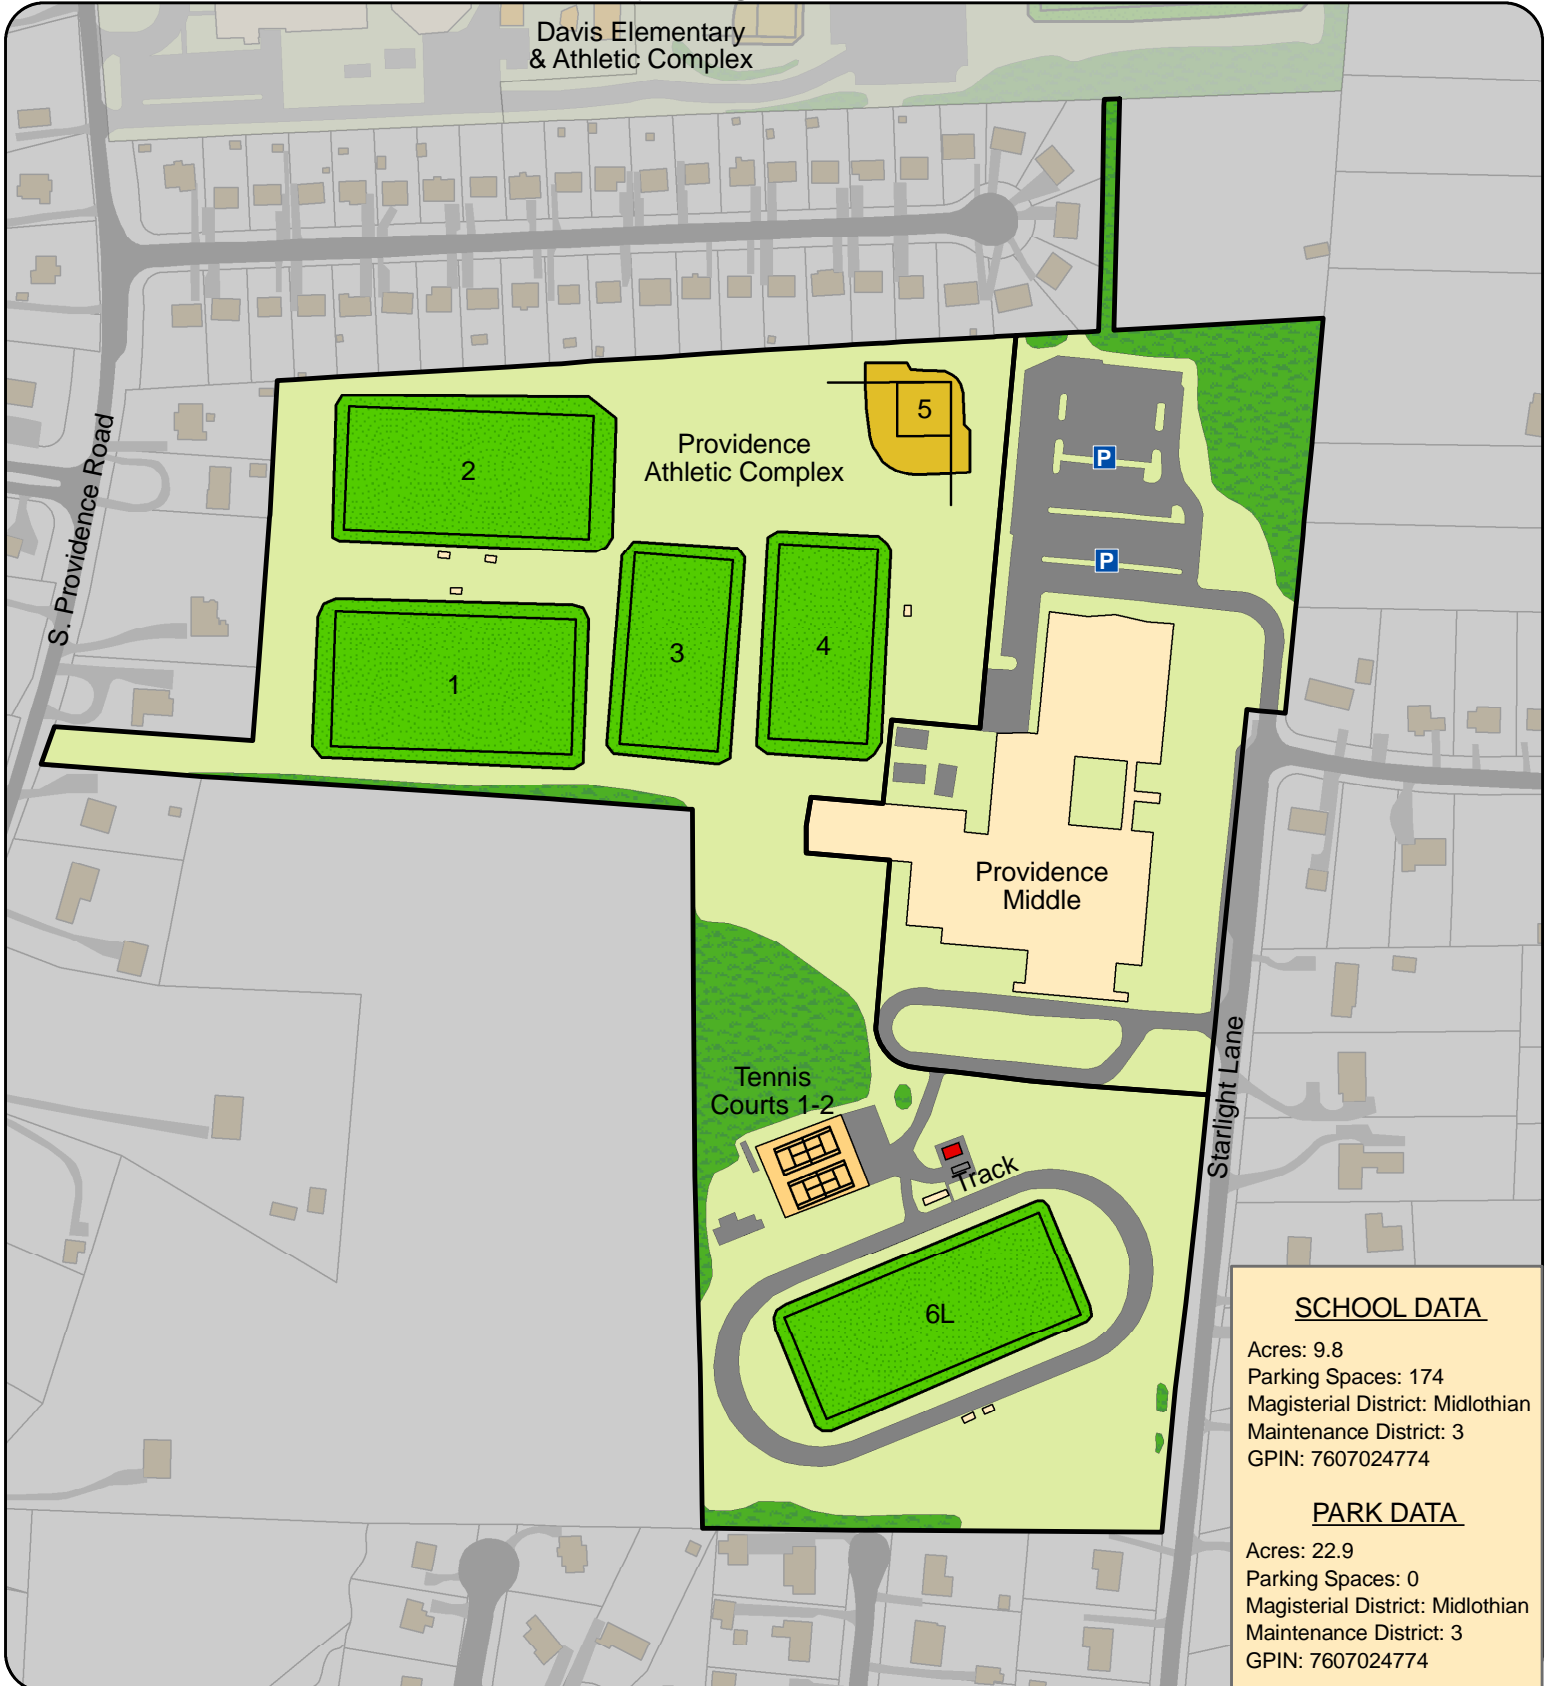 Davis Elementary
& Athletic Complex
S. Providence Road
2
Providence
Athletic Complex
5
P
P
1
3
4
Providence
Middle
Tennis
Courts 1-2
Track
6L
Starlight Lane
SCHOOL DATA
Acres: 9.8
Parking Spaces: 174
Magisterial District: Midlothian
Maintenance District: 3
GPIN: 7607024774
PARK DATA
Acres: 22.9
Parking Spaces: 0
Magisterial District: Midlothian
Maintenance District: 3
GPIN: 7607024774